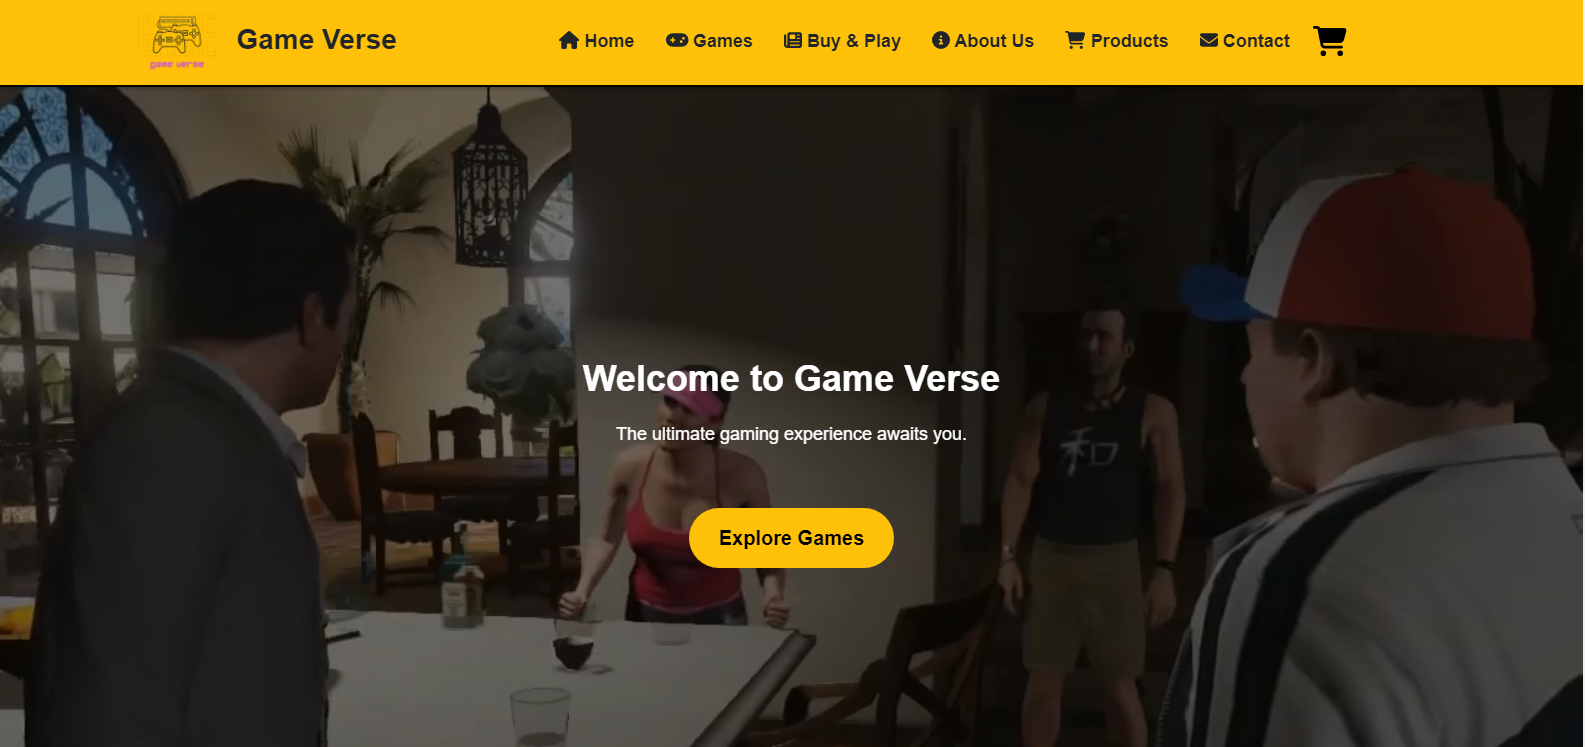 game verse
Game Verse
Home Games Buy & Play About Us Products Contact
Welcome to Game Verse
The ultimate gaming experience awaits you.
和口
Explore Games